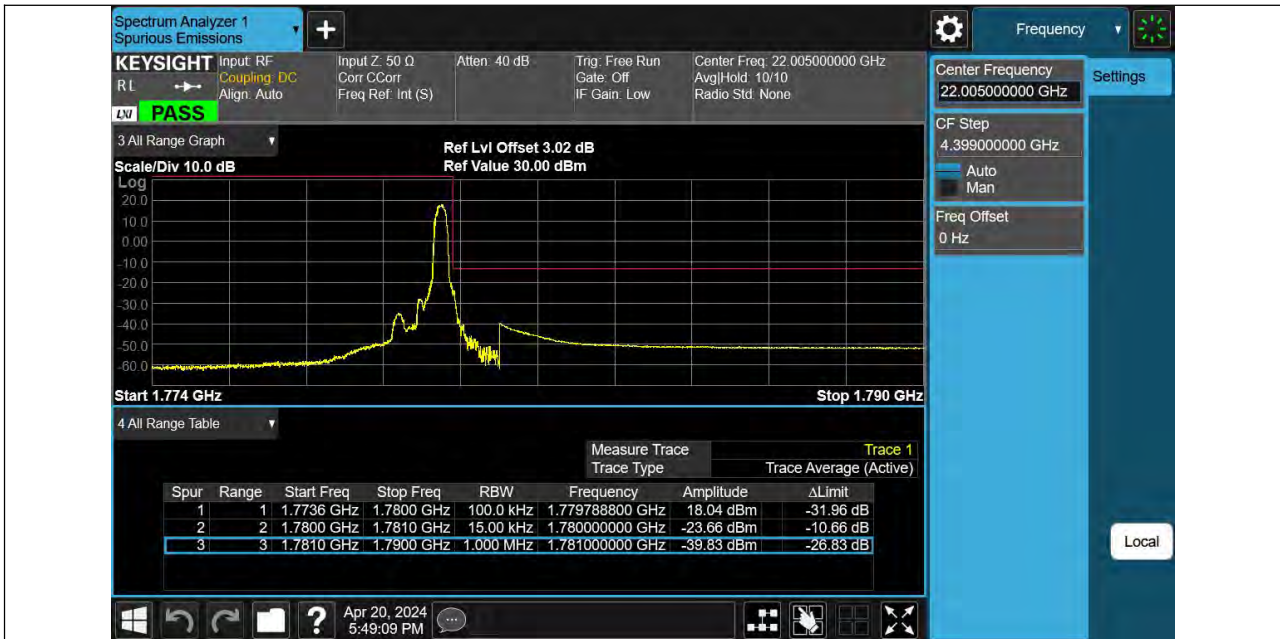 Spectrum Analyzer 1
Spurious Emissions
Frequency
KEYSIGHT
RL
LXI PASS
Input: RF
Coupling: DC
Align: Auto
Input Z: 50 Ω
Corr CCorr
Freq Ref: Int (S)
Atten: 40 dB
Trig: Free Run
Gate: Off
IF Gain: Low
Center Freq: 22.005000000 GHz
Avg|Hold: 10/10
Radio Std: None
Center Frequency
22.005000000 GHz
Settings
CF Step
4.399000000 GHz
Auto
Man
Freq Offset
0 Hz
3 All Range Graph
Scale/Div 10.0 dB
Ref Lvl Offset 3.02 dB
Ref Value 30.00 dBm
Log
20.0
10.0
0.00
-10.0
-20.0
-30.0
-40.0
-50.0
-60.0
Start 1.774 GHz
Stop 1.790 GHz
4 All Range Table
Measure Trace Trace 1
Trace Type Trace Average (Active)
Spur Range Start Freq Stop Freq RBW Frequency Amplitude ΔLimit
1 1 1.7736 GHz 1.7800 GHz 100.0 kHz 1.779788800 GHz 18.04 dBm -31.96 dB
2 2 1.7800 GHz 1.7810 GHz 15.00 kHz 1.780000000 GHz -23.66 dBm -10.66 dB
3 3 1.7810 GHz 1.7900 GHz 1.000 MHz 1.781000000 GHz -39.83 dBm -26.83 dB
Local
Apr 20, 2024
5:49:09 PM